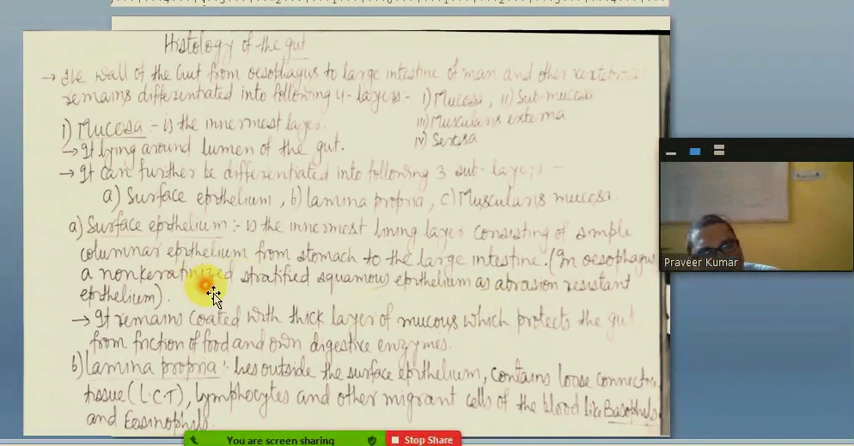 Histology of the gut
→ The wall of the Gut from oesophagus to large intestine of man and other
remains differentiated into following 4-layers- i) Mucosa, ii) Sub-mucosa
iii) Muscularis externa
iv) Serosa
i) Mucosa :- is the innermost layer.
→ It lying around lumen of the gut.
→ It can further be differentiated into following 3 sub-layers -
a) Surface epithelium, b) lamina propria, c) Muscularis mucosa
a) Surface epithelium :- is the innermost lining layer consisting of simple
columnar epithelium from stomach to the large intestine. (In oesophagus
a nonkeratinized stratified squamous epithelium as abrasion resistant
epithelium).
→ It remains coated with thick layer of mucous which protects the gut
from friction of food and own digestive enzymes.
b) lamina propria :- lies outside the surface epithelium, contains loose connective
tissue (L.C.T), lymphocytes and other migrant cells of the blood like Basophils
and Eosinophils.
Praveer Kumar
You are screen sharing
Stop Share